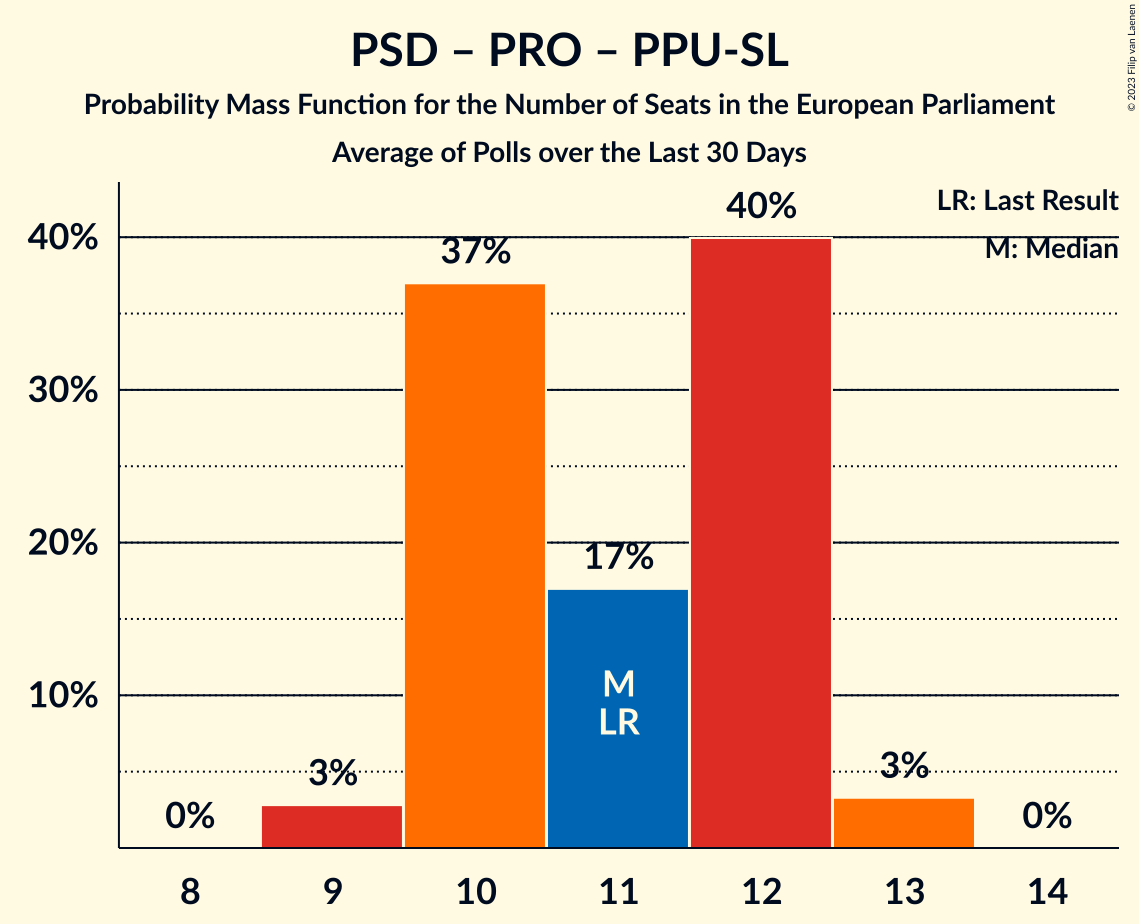 PSD – PRO – PPU-SL
Probability Mass Function for the Number of Seats in the European Parliament
Average of Polls over the Last 30 Days
© 2023 Filip van Laenen
LR: Last Result
M: Median
40%
30%
20%
10%
0%
3%
37%
17%
40%
3%
0%
M
LR
8
9
10
11
12
13
14